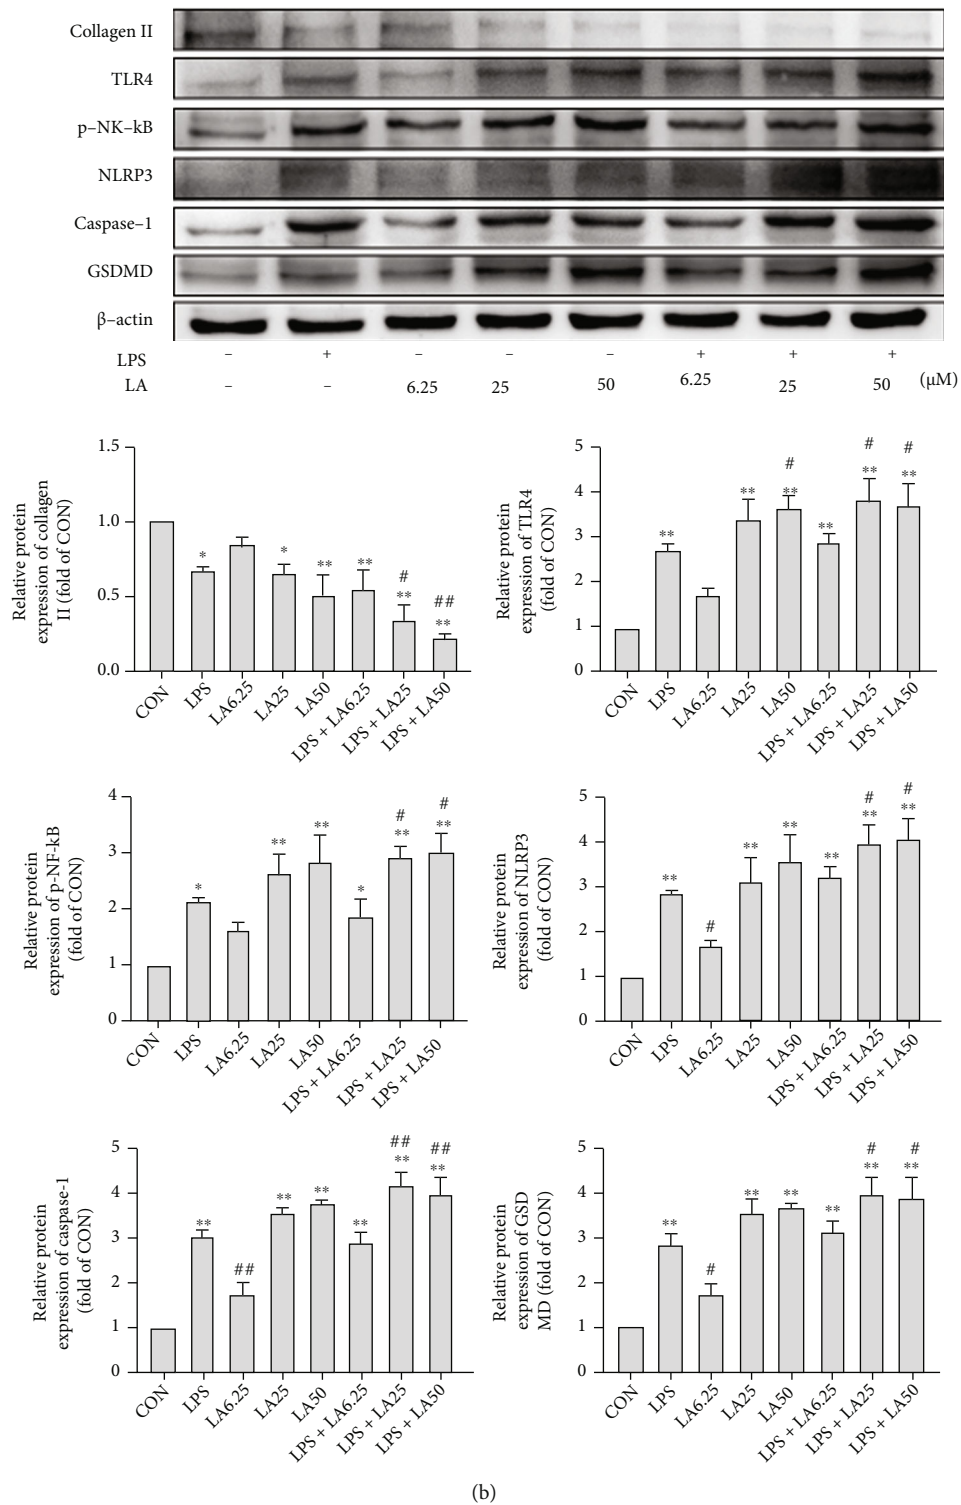 Collagen II
TLR4
p–NK–kB
NLRP3
Caspase–1
GSDMD
β–actin
LPS – + – – – + + +
LA – – 6.25 25 50 6.25 25 50 (μM)
Relative protein
expression of collagen
II (fold of CON)
1.5
1.0
0.5
0.0
* * ** ** # ** ## **
CON LPS LA6.25 LA25 LA50 LPS + LA6.25 LPS + LA25 LPS + LA50
Relative protein
expression of TLR4
(fold of CON)
5
4
3
2
1
0
** ** # ** ** # ** # **
CON LPS LA6.25 LA25 LA50 LPS + LA6.25 LPS + LA25 LPS + LA50
Relative protein
expression of p-NF-kB
(fold of CON)
4
3
2
1
0
* ** ** * # ** # **
CON LPS LA6.25 LA25 LA50 LPS + LA6.25 LPS + LA25 LPS + LA50
Relative protein
expression of NLRP3
(fold of CON)
5
4
3
2
1
0
** # ** ** ** # ** # **
CON LPS LA6.25 LA25 LA50 LPS + LA6.25 LPS + LA25 LPS + LA50
Relative protein
expression of caspase-1
(fold of CON)
5
4
3
2
1
0
** ## ** ** ** ## ** ## **
CON LPS LA6.25 LA25 LA50 LPS + LA6.25 LPS + LA25 LPS + LA50
Relative protein
expression of GSD
MD (fold of CON)
5
4
3
2
1
0
** # ** ** ** # ** # **
CON LPS LA6.25 LA25 LA50 LPS + LA6.25 LPS + LA25 LPS + LA50
(b)